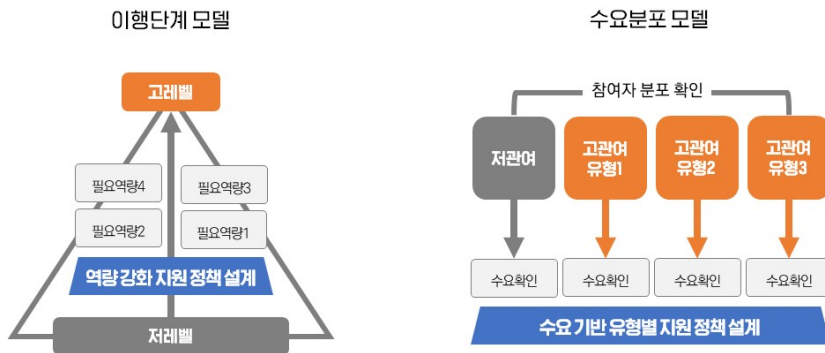 이행단계 모델
고레벨
필요역량4
필요역량3
필요역량2
필요역량1
역량 강화 지원 정책 설계
저레벨
수요분포 모델
참여자 분포 확인
저관여
고관여
유형1
고관여
유형2
고관여
유형3
수요확인
수요확인
수요확인
수요확인
수요 기반 유형별 지원 정책 설계